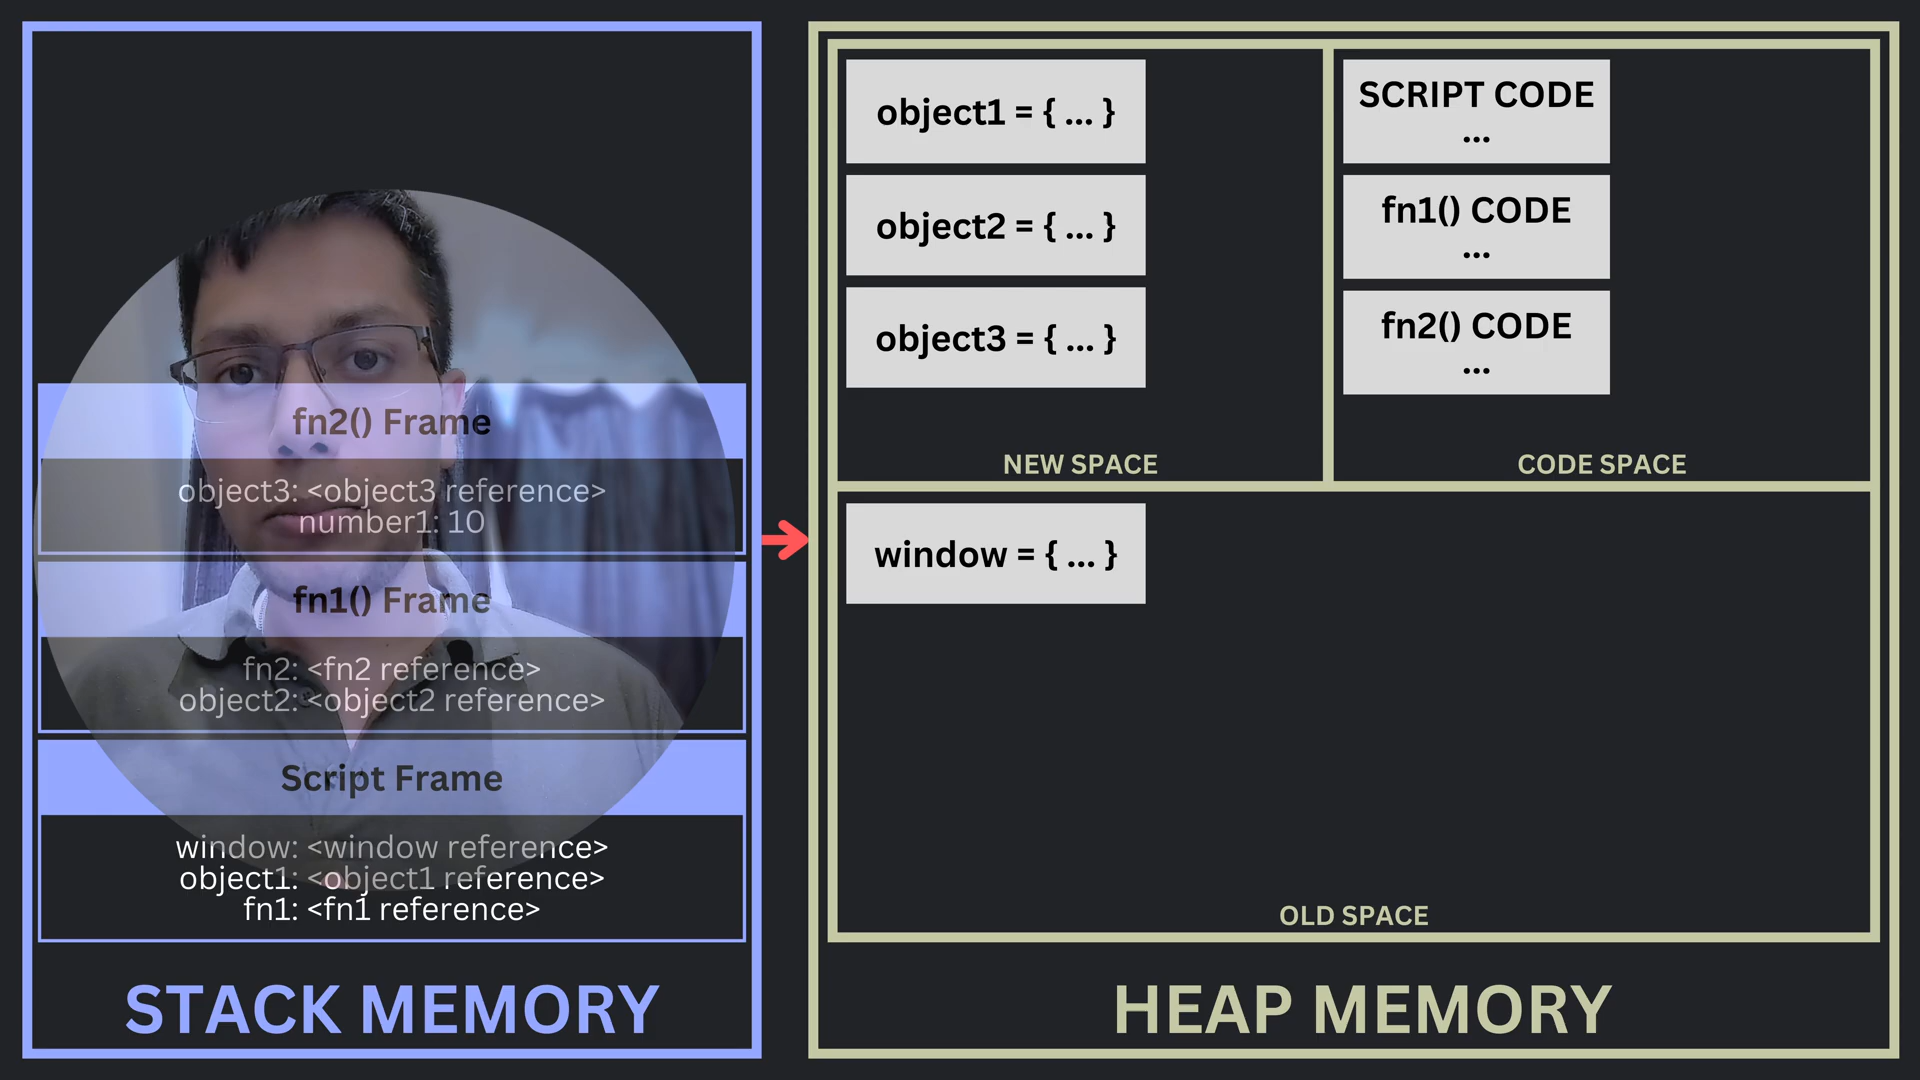 fn2() Frame
object3: <object3 reference>
number1: 10
fn1() Frame
fn2: <fn2 reference>
object2: <object2 reference>
Script Frame
window: <window reference>
object1: <object1 reference>
fn1: <fn1 reference>
STACK MEMORY
object1 = { ... }
object2 = { ... }
object3 = { ... }
NEW SPACE
SCRIPT CODE
...
fn1() CODE
...
fn2() CODE
...
CODE SPACE
window = { ... }
OLD SPACE
HEAP MEMORY